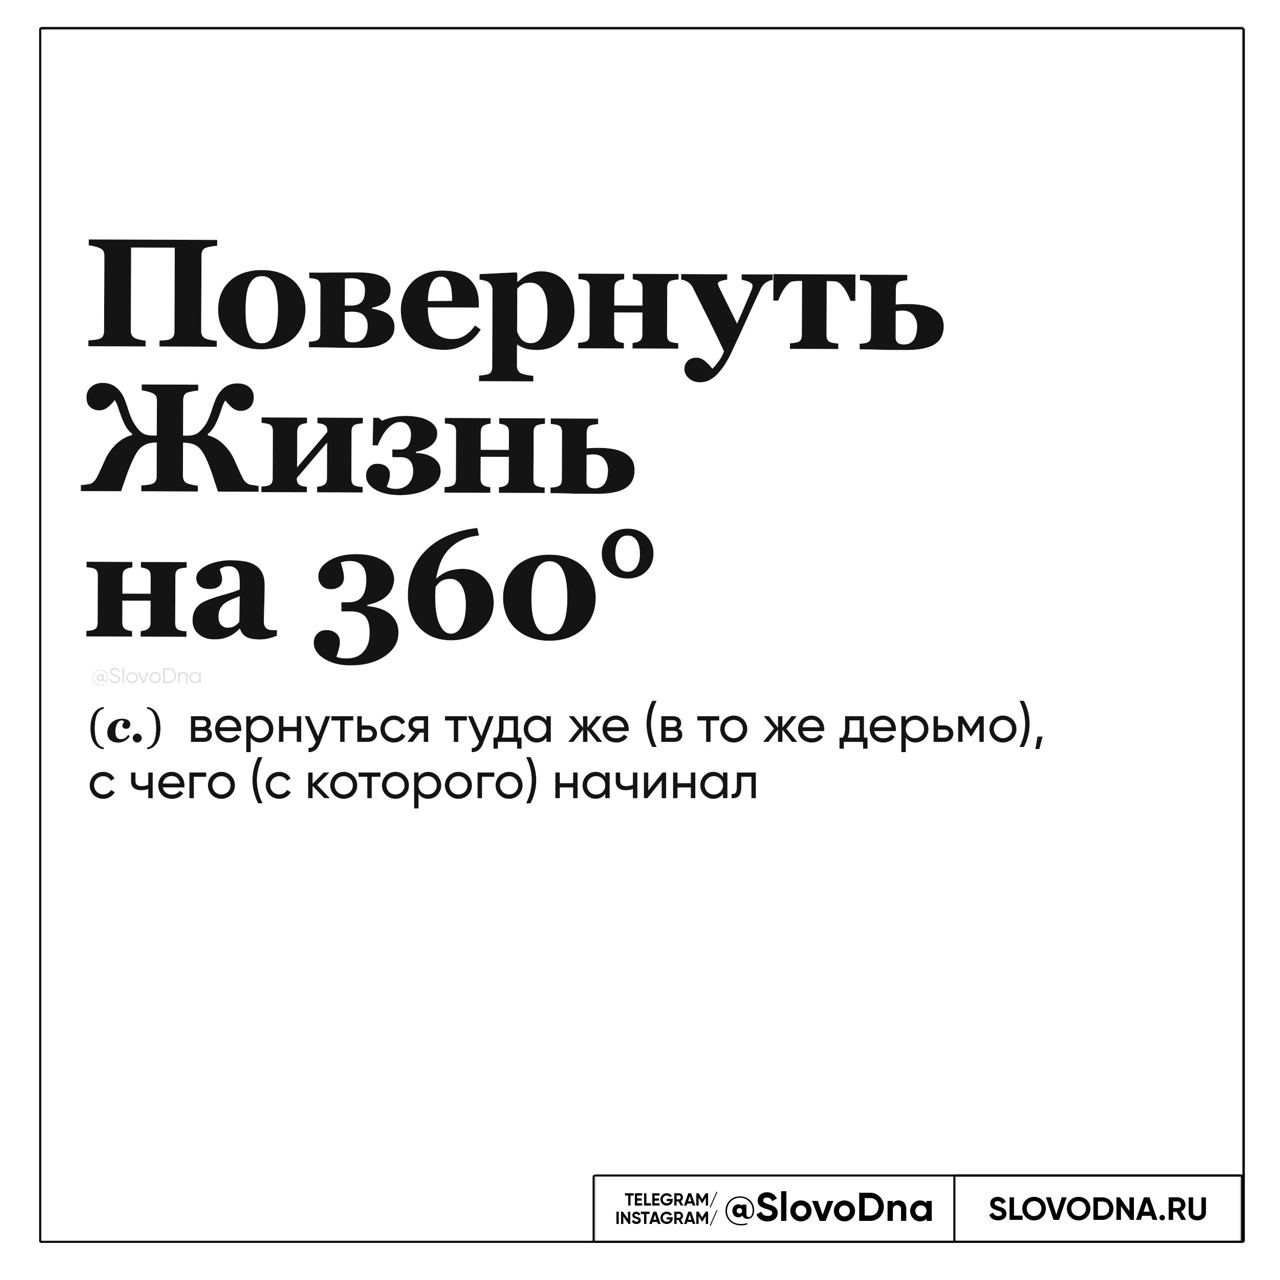 Повернуть
Жизнь
на 360°
@SlovoDna
(с.) вернуться туда же (в то же дерьмо),
с чего (с которого) начинал
TELEGRAM/
INSTAGRAM/
@SlovoDna
SLOVODNA.RU